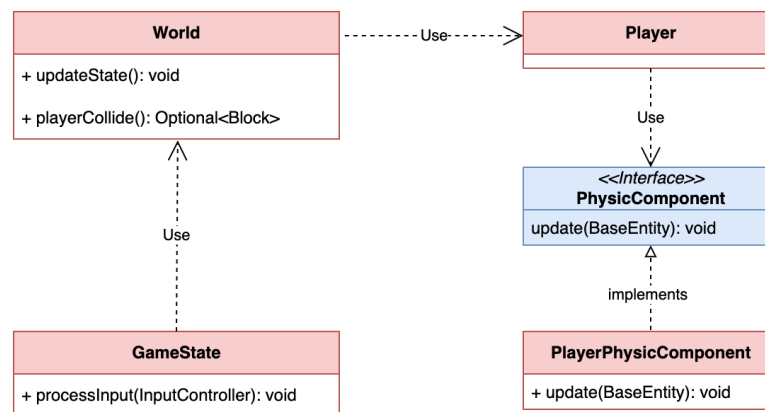 World
+ updateState(): void
+ playerCollide(): Optional<Block>
Use
Player
Use
<<Interface>>
PhysicComponent
update(BaseEntity): void
Use
implements
GameState
+ processInput(InputController): void
PlayerPhysicComponent
+ update(BaseEntity): void